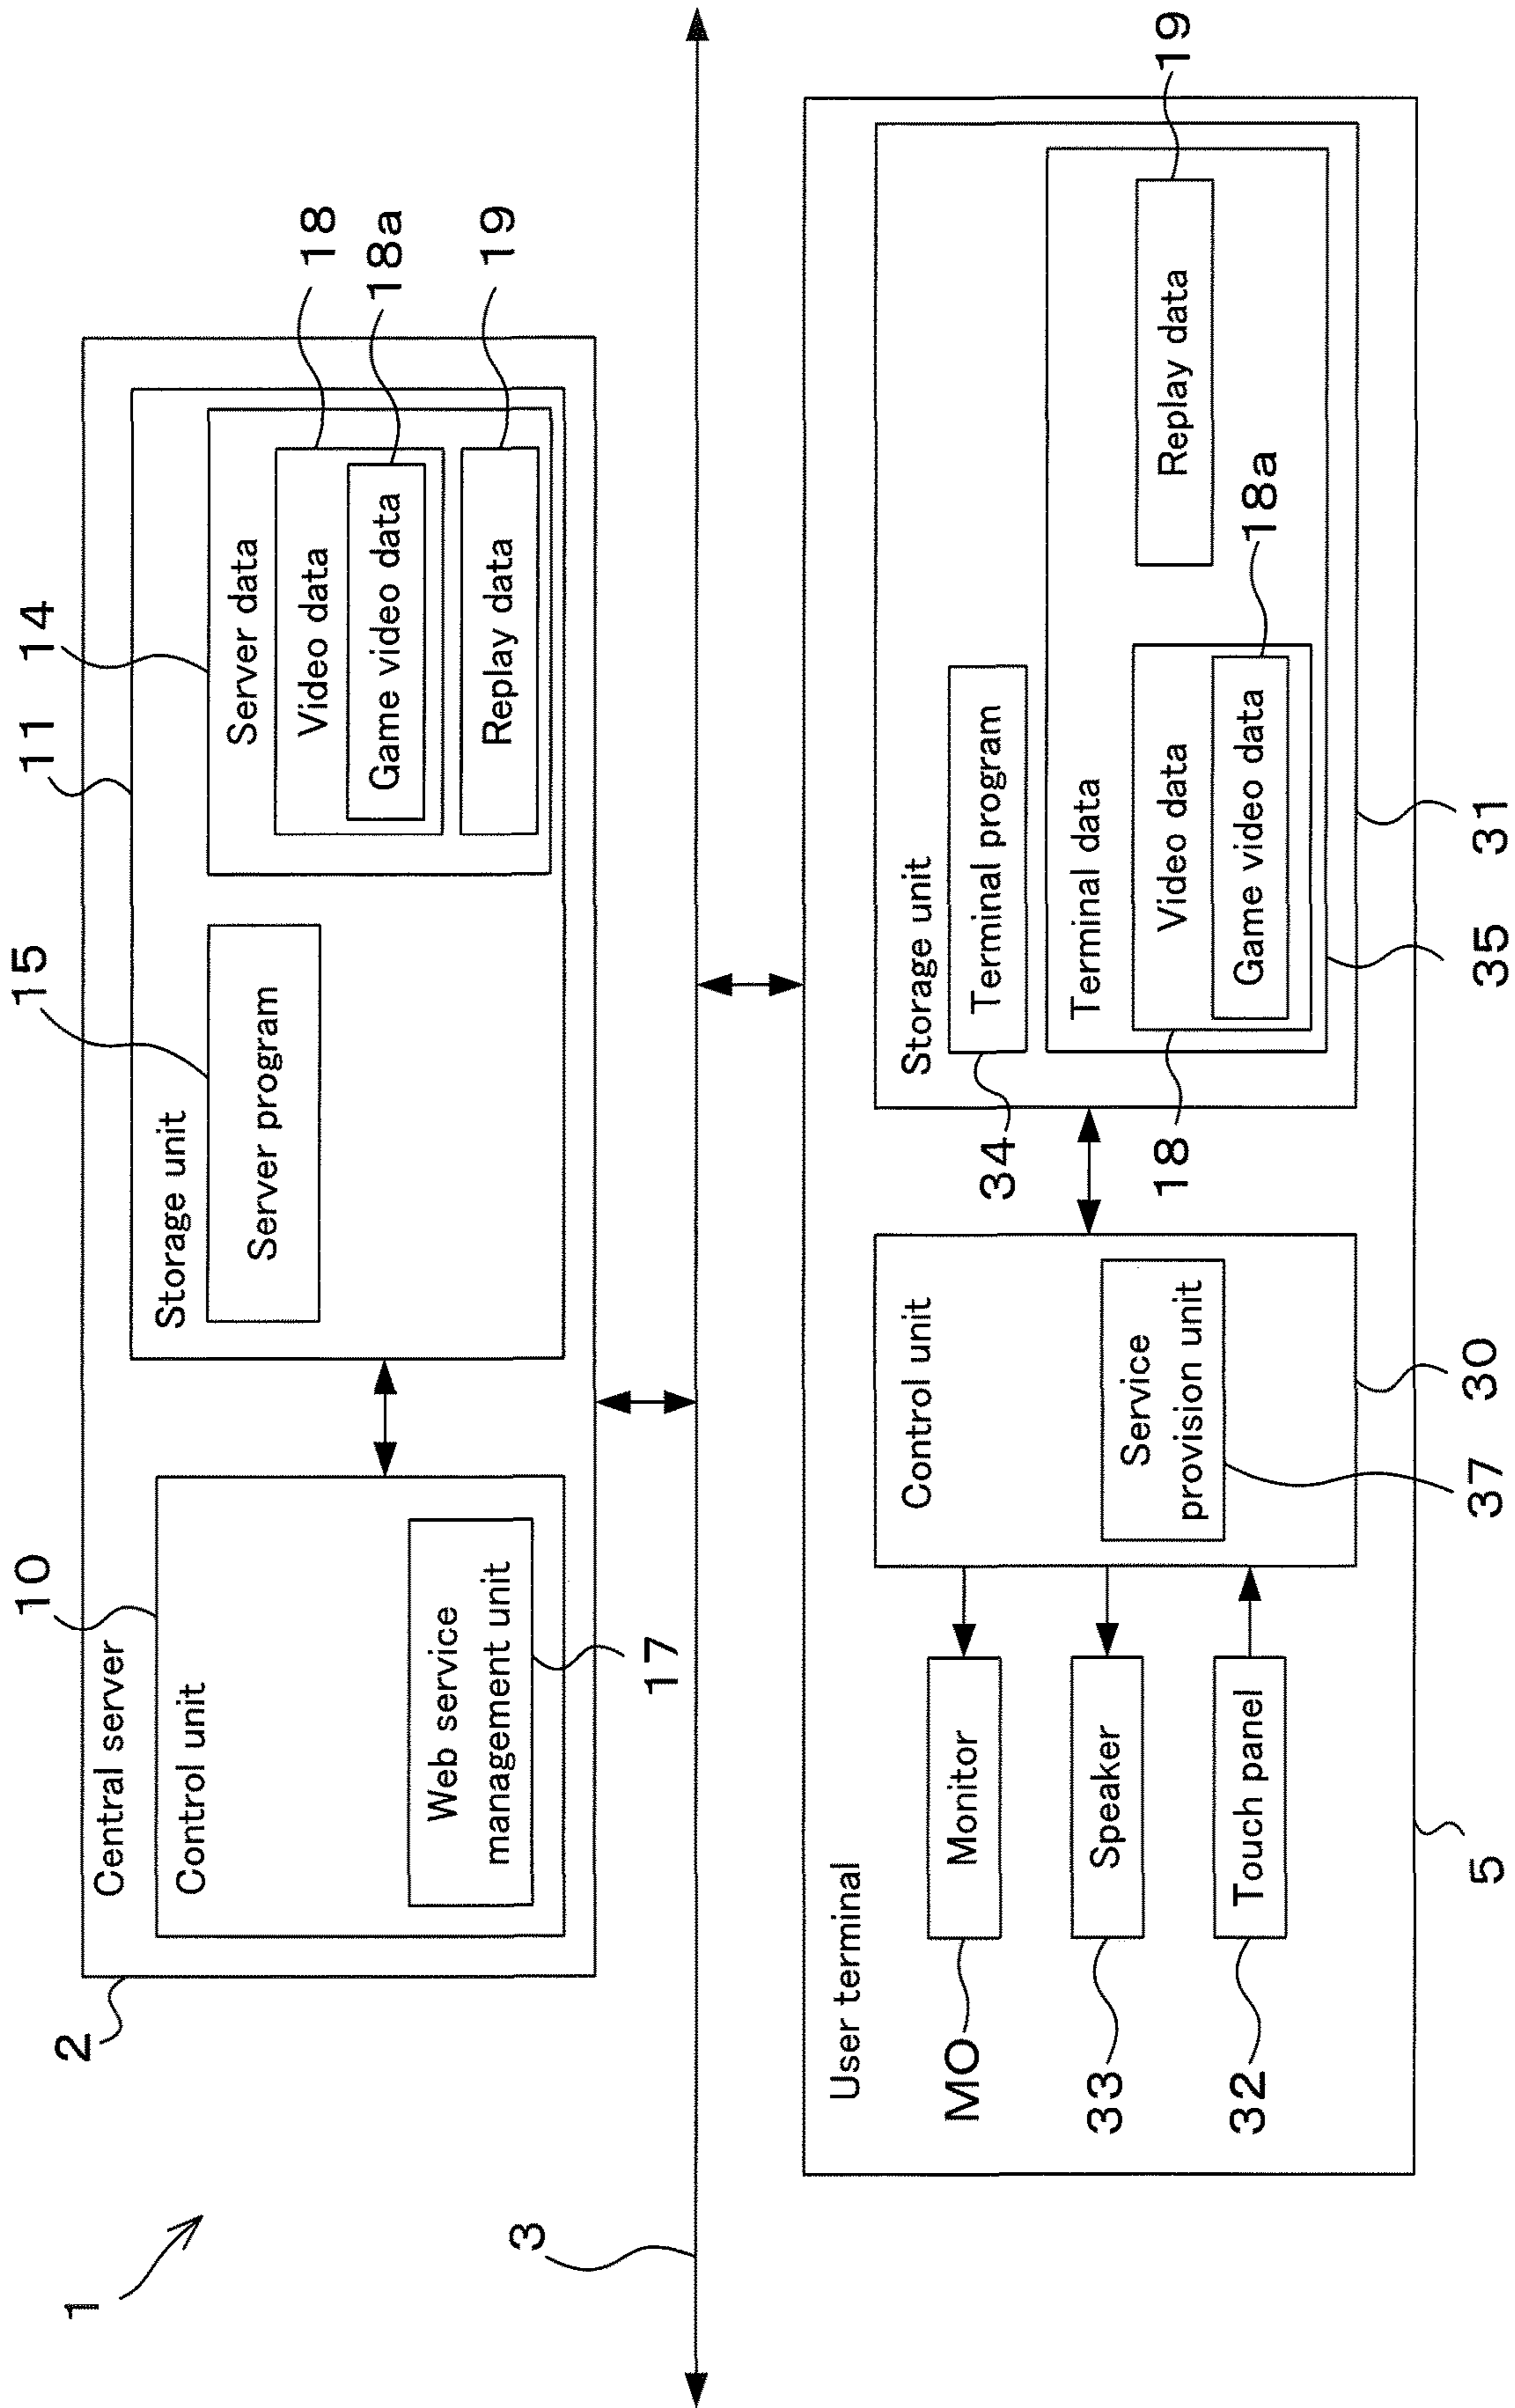 1
2
Central server
10
Control unit
Web service
management unit
17
11
Storage unit
15
Server program
14
Server data
Video data
18
Game video data
18a
Replay data
19
3
User terminal
5
Monitor
MO
Speaker
33
Touch panel
32
Control unit
30
Service
provision unit
37
Storage unit
31
Terminal program
34
Terminal data
35
Video data
18
Game video data
18a
Replay data
19